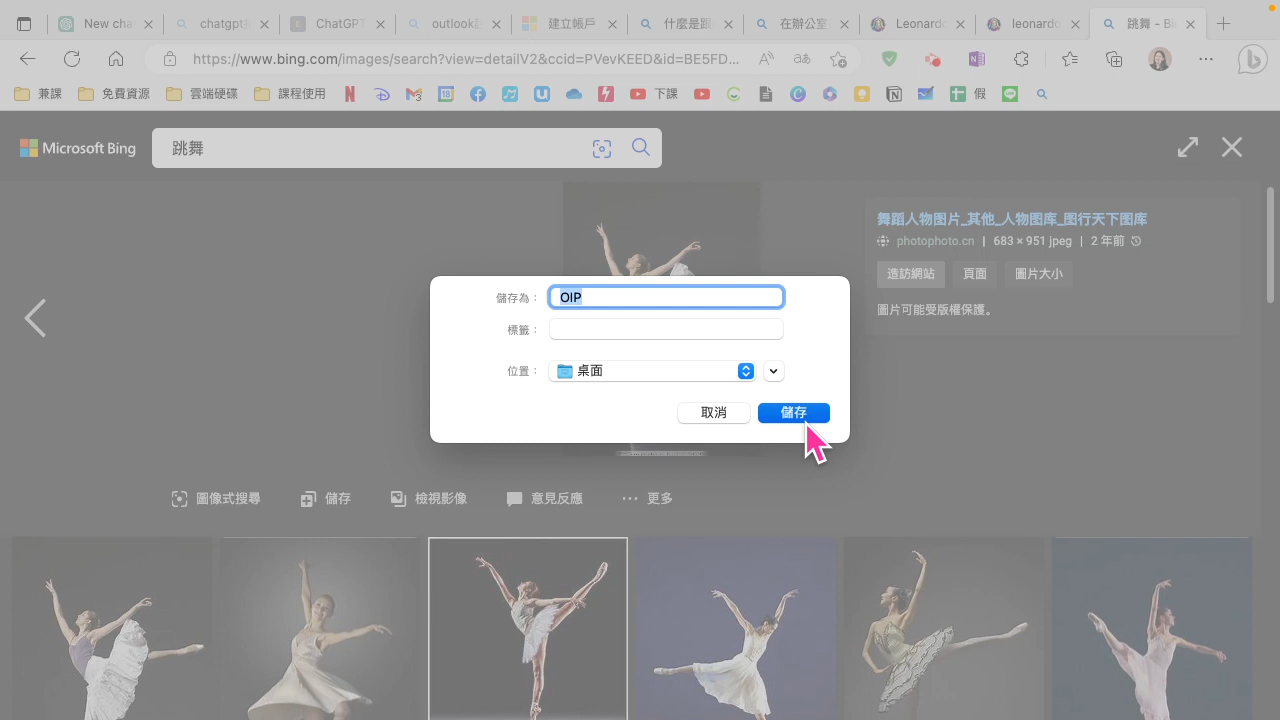 New cha
chatgpt
ChatGPT
outlook
建立帳戶
什麼是
在辦公室
Leonardo
leonardo
跳舞 - Bi
https://www.bing.com/images/search?view=detailV2&ccid=PVevKEED&id=BE5FD...
兼課
免費資源
雲端硬碟
課程使用
3
18
下課
假
Microsoft Bing
跳舞
舞蹈人物图片_其他_人物图库_图行天下图库
photophoto.cn | 683 × 951 jpeg | 2 年前
造訪網站
頁面
圖片大小
圖片可能受版權保護。
儲存為：
OIP
標籤：
位置：
桌面
取消
儲存
圖像式搜尋
儲存
檢視影像
意見反應
更多